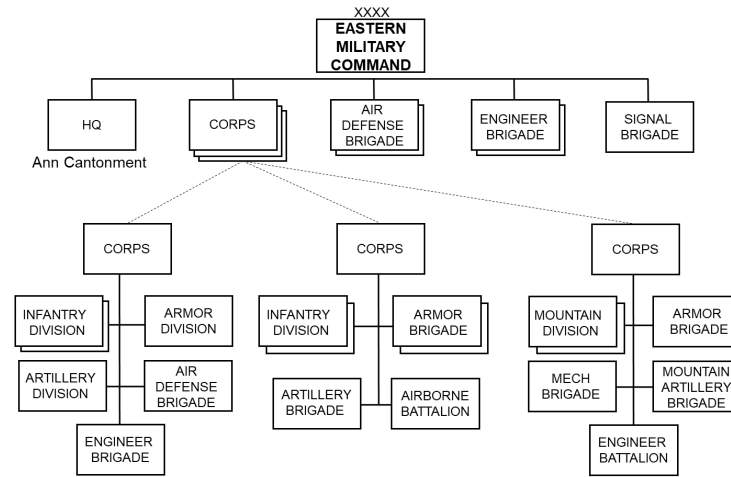 XXXX
EASTERN
MILITARY
COMMAND
HQ
CORPS
AIR
DEFENSE
BRIGADE
ENGINEER
BRIGADE
SIGNAL
BRIGADE
Ann Cantonment
CORPS
CORPS
CORPS
INFANTRY
DIVISION
ARMOR
DIVISION
INFANTRY
DIVISION
ARMOR
BRIGADE
MOUNTAIN
DIVISION
ARMOR
BRIGADE
ARTILLERY
DIVISION
AIR
DEFENSE
BRIGADE
ARTILLERY
BRIGADE
AIRBORNE
BATTALION
MECH
BRIGADE
MOUNTAIN
ARTILLERY
BRIGADE
ENGINEER
BRIGADE
ENGINEER
BATTALION